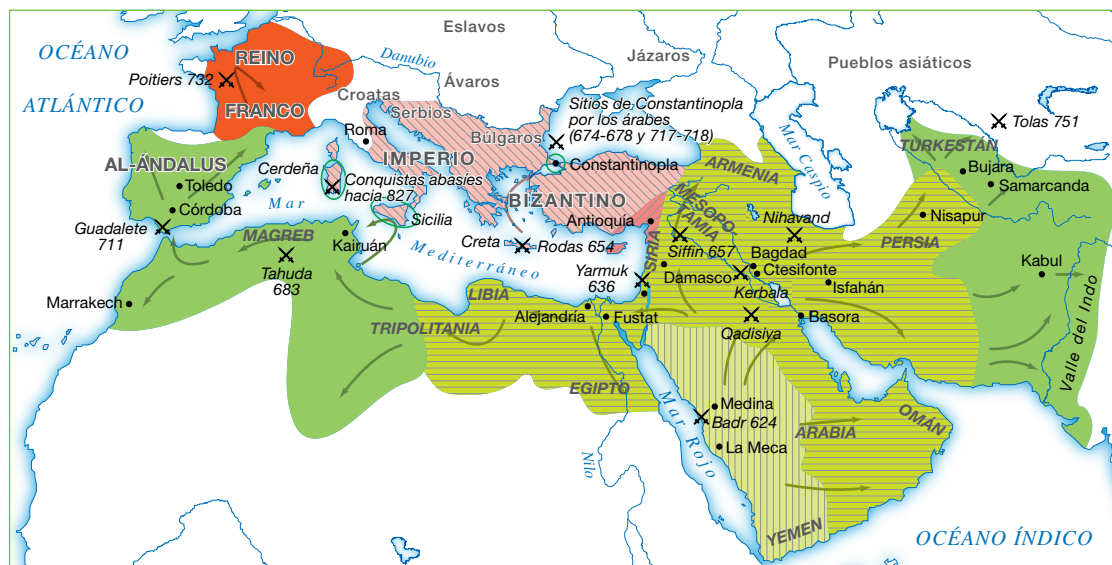 Eslavos
OCÉANO
ATLÁNTICO
REINO
FRANCO
Poitiers 732
Danubio
Ávaros
Jázaros
Pueblos asiáticos
Croatas
Serbios
Búlgaros
Sitios de Constantinopla
por los árabes
(674-678 y 717-718)
Tolas 751
Mar Caspio
TURKESTÁN
Roma
IMPERIO
BIZANTINO
Constantinopla
ARMENIA
Bujara
Samarcanda
AL-ÁNDALUS
Toledo
Córdoba
Cerdeña
Conquistas abasíes
hacia 827
Mar
Mediterráneo
Sicilia
Antioquía
MESOPO-
TAMIA
Nihavand
Nisapur
Guadalete
711
MAGREB
Kairuán
Creta
Rodas 654
SIRIA
Siffin 657
Bagdad
Ctesifonte
PERSIA
Kabul
Tahuda
683
Yarmuk
636
Damasco
Kerbala
Isfahán
Marrakech
LIBIA
TRIPOLITANIA
Alejandría
Fustat
Qadisiya
Basora
Valle del Indo
EGIPTO
Mar Rojo
Medina
Badr 624
La Meca
ARABIA
OMÁN
Nilo
YEMEN
OCÉANO ÍNDICO